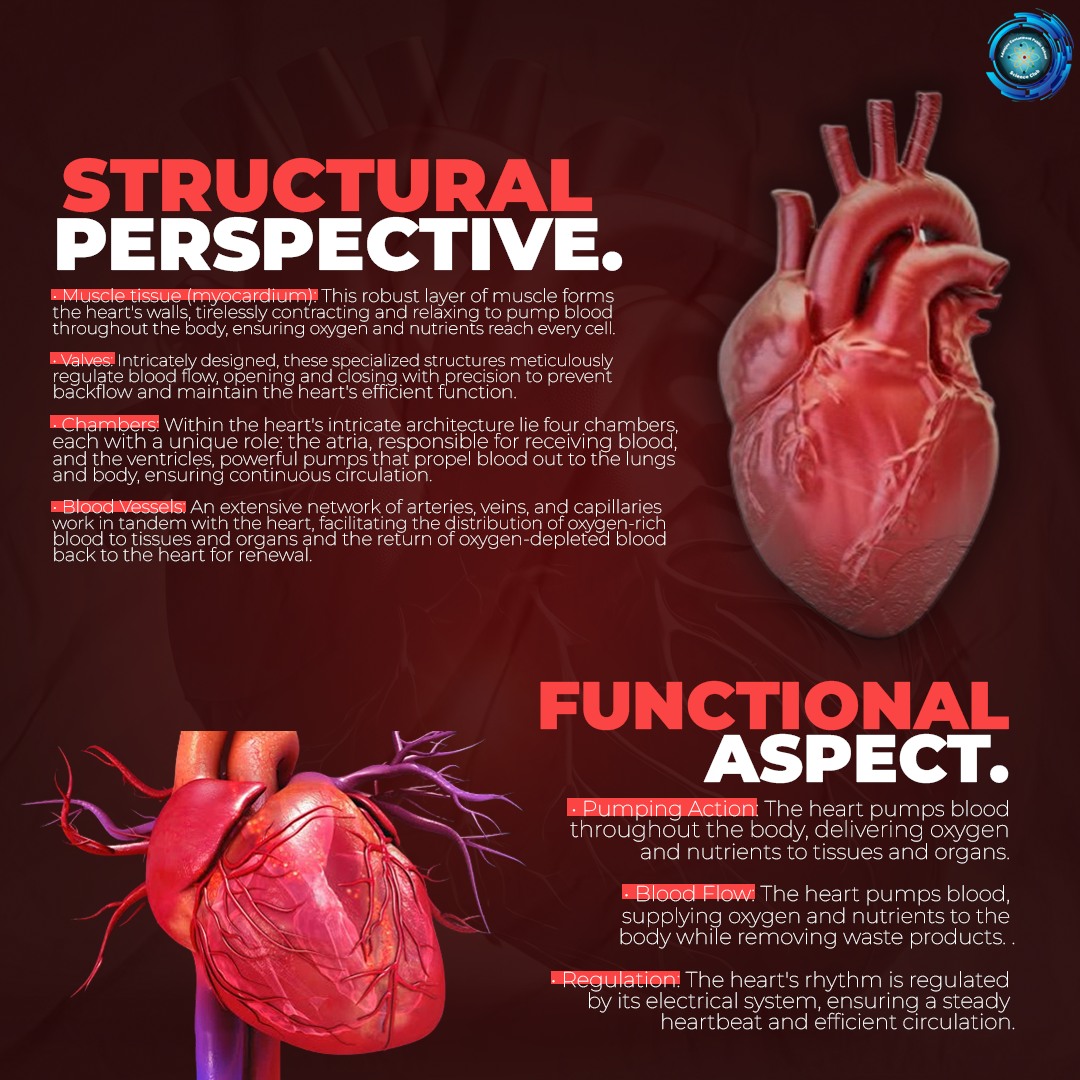 STRUCTURAL
PERSPECTIVE.
· Muscle tissue (myocardium): This robust layer of muscle forms
the heart's walls, tirelessly contracting and relaxing to pump blood
throughout the body, ensuring oxygen and nutrients reach every cell.
· Valves: Intricately designed, these specialized structures meticulously
regulate blood flow, opening and closing with precision to prevent
backflow and maintain the heart's efficient function.
· Chambers: Within the heart's intricate architecture lie four chambers,
each with a unique role: the atria, responsible for receiving blood,
and the ventricles, powerful pumps that propel blood out to the lungs
and body, ensuring continuous circulation.
· Blood Vessels: An extensive network of arteries, veins, and capillaries
work in tandem with the heart, facilitating the distribution of oxygen-rich
blood to tissues and organs and the return of oxygen-depleted blood
back to the heart for renewal.
FUNCTIONAL
ASPECT.
· Pumping Action: The heart pumps blood
throughout the body, delivering oxygen
and nutrients to tissues and organs.
· Blood Flow: The heart pumps blood,
supplying oxygen and nutrients to the
body while removing waste products. .
· Regulation: The heart's rhythm is regulated
by its electrical system, ensuring a steady
heartbeat and efficient circulation.
Science Club